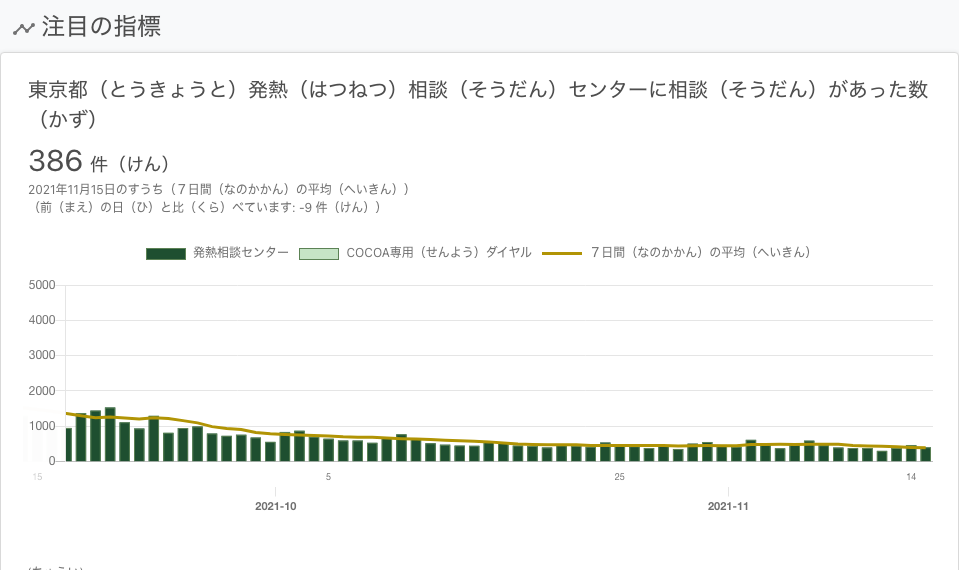 注目の指標
東京都（とうきょうと）発熱（はつねつ）相談（そうだん）センターに相談（そうだん）があった数
（かず）
386 件（けん）
2021年11月15日のすうち（７日間（なのかかん）の平均（へいきん））
（前（まえ）の日（ひ）と比（くら）べています: -9 件（けん））
発熱相談センター COCOA専用（せんよう）ダイヤル ７日間（なのかかん）の平均（へいきん）
5000
4000
3000
2000
1000
0
15 5 25 14
2021-10 2021-11